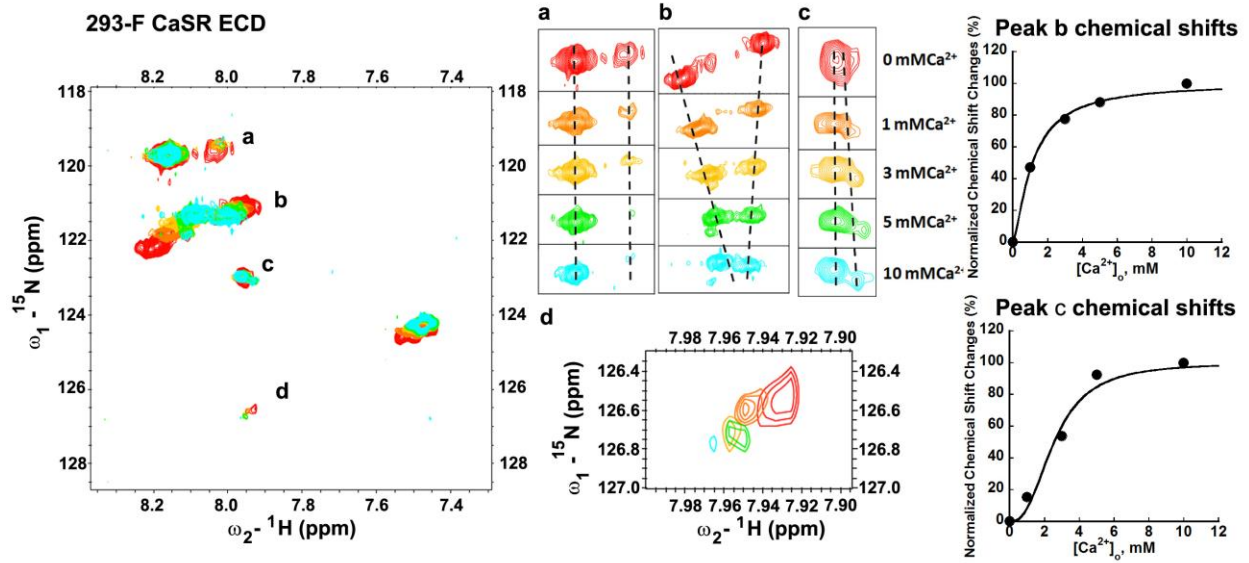 293-F CaSR ECD
8.2 8.0 7.8 7.6 7.4
118
120
122
124
126
128
118
120
122
124
126
128
ω1 - 15N (ppm)
a
b
c
d
8.2 8.0 7.8 7.6 7.4
ω2- 1H (ppm)
a b c
0 mMCa2+
1 mMCa2+
3 mMCa2+
5 mMCa2+
10 mMCa2+
d
7.98 7.96 7.94 7.92 7.90
126.4
126.6
126.8
127.0
126.4
126.6
126.8
127.0
ω1 - 15N (ppm)
7.98 7.96 7.94 7.92 7.90
ω2- 1H (ppm)
Peak b chemical shifts
Normalized Chemical Shift Changes (%)
120
100
80
60
40
20
0
0 2 4 6 8 10 12
[Ca2+]o, mM
Peak c chemical shifts
Normalized Chemical Shift Changes (%)
120
100
80
60
40
20
0
0 2 4 6 8 10 12
[Ca2+]o, mM